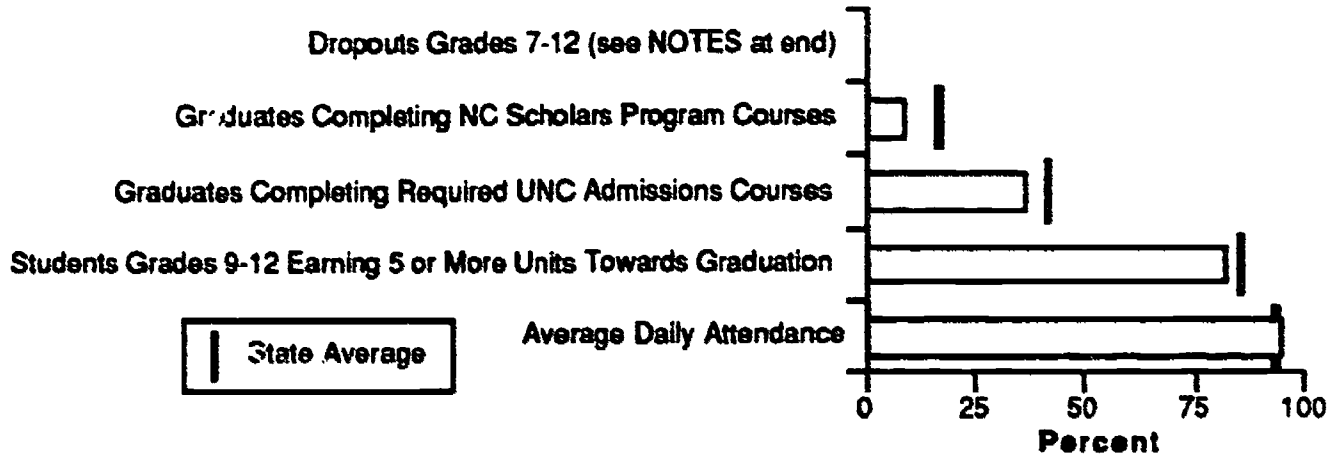 Dropouts Grades 7-12 (see NOTES at end)
Graduates Completing NC Scholars Program Courses
Graduates Completing Required UNC Admissions Courses
Students Grades 9-12 Earning 5 or More Units Towards Graduation
Average Daily Attendance
State Average
0 25 50 75 100
Percent